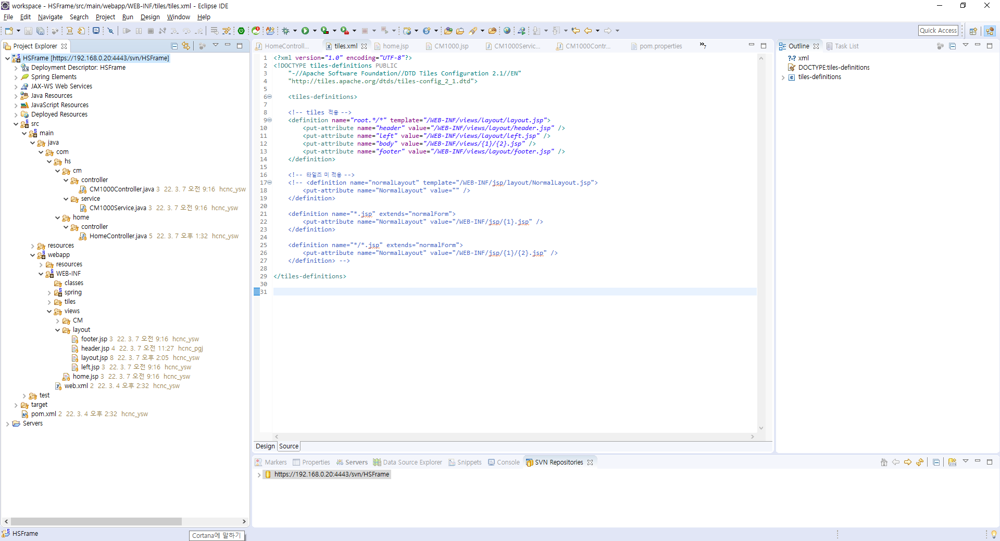 workspace - HSFrame/src/main/webapp/WEB-INF/tiles/tiles.xml - Eclipse IDE
File Edit Navigate Search Project Run Design Window Help
Quick Access
Project Explorer
HSFrame [https://192.168.0.20:4443/svn/HSFrame]
Deployment Descriptor: HSFrame
Spring Elements
JAX-WS Web Services
Java Resources
JavaScript Resources
Deployed Resources
src
main
java
com
hs
cm
controller
CM1000Controller.java 3 22. 3. 7 오전 9:16 hcnc_ysw
service
CM1000Service.java 3 22. 3. 7 오전 9:16 hcnc_ysw
home
controller
HomeController.java 5 22. 3. 7 오후 1:32 hcnc_ysw
resources
webapp
resources
WEB-INF
classes
spring
tiles
views
CM
layout
footer.jsp 3 22. 3. 7 오전 9:16 hcnc_ysw
header.jsp 4 22. 3. 7 오전 11:27 hcnc_pgj
layout.jsp 8 22. 3. 7 오후 2:05 hcnc_ysw
left.jsp 3 22. 3. 7 오전 9:16 hcnc_ysw
home.jsp 3 22. 3. 7 오전 9:16 hcnc_ysw
web.xml 2 22. 3. 4 오후 2:32 hcnc_ysw
test
target
pom.xml 2 22. 3. 4 오후 2:32 hcnc_ysw
Servers
HomeControll... tiles.xml home.jsp CM1000.jsp CM1000Servic... CM1000Contr... pom.properties »7
1 <?xml version="1.0" encoding="UTF-8"?>
2 <!DOCTYPE tiles-definitions PUBLIC
3 "-//Apache Software Foundation//DTD Tiles Configuration 2.1//EN"
4 "http://tiles.apache.org/dtds/tiles-config_2_1.dtd">
5
6 <tiles-definitions>
7
8 <!-- tiles 적용 -->
9 <definition name="root.*/*" template="/WEB-INF/views/layout/layout.jsp">
10 <put-attribute name="header" value="/WEB-INF/views/layout/header.jsp" />
11 <put-attribute name="left" value="/WEB-INF/views/layout/left.jsp" />
12 <put-attribute name="body" value="/WEB-INF/views/{1}/{2}.jsp" />
13 <put-attribute name="footer" value="/WEB-INF/views/layout/footer.jsp" />
14 </definition>
15
16 <!-- 타일즈 미 적용 -->
17 <!-- <definition name="normalLayout" template="/WEB-INF/jsp/layout/NormalLayout.jsp">
18 <put-attribute name="NormalLayout" value="" />
19 </definition>
20
21 <definition name="*.jsp" extends="normalForm">
22 <put-attribute name="NormalLayout" value="/WEB-INF/jsp/{1}.jsp" />
23 </definition>
24
25 <definition name="*/*.jsp" extends="normalForm">
26 <put-attribute name="NormalLayout" value="/WEB-INF/jsp/{1}/{2}.jsp" />
27 </definition> -->
28
29 </tiles-definitions>
30
31
Design Source
Outline Task List
xml
DOCTYPE:tiles-definitions
tiles-definitions
Markers Properties Servers Data Source Explorer Snippets Console SVN Repositories
https://192.168.0.20:4443/svn/HSFrame
HSFrame
Cortana에 말하기